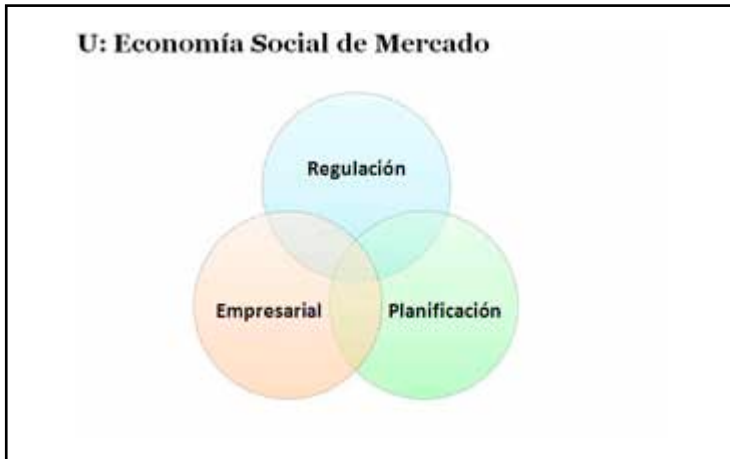 U: Economía Social de Mercado
Regulación
Empresarial
Planificación